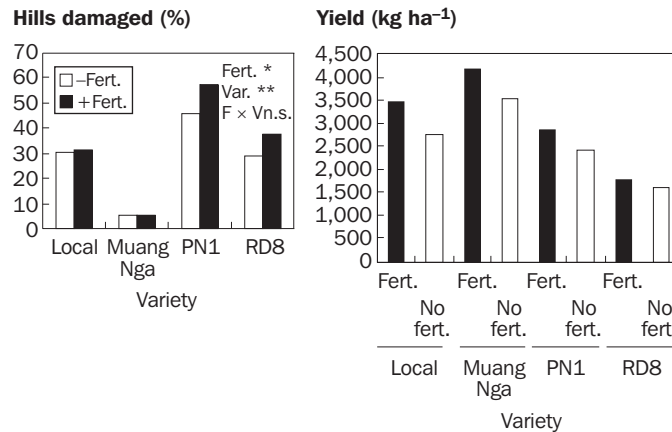 Hills damaged (%)
70
60
50
40
30
20
10
0
–Fert.
+Fert.
Fert. *
Var. **
F × Vn.s.
Local Muang Nga PN1 RD8
Variety
Yield (kg ha–1)
4,500
4,500
3,500
3,000
2,500
2,000
1,500
1,000
500
0
Fert. Fert. Fert. Fert.
No fert. No fert. No fert. No fert.
Local Muang Nga PN1 RD8
Variety